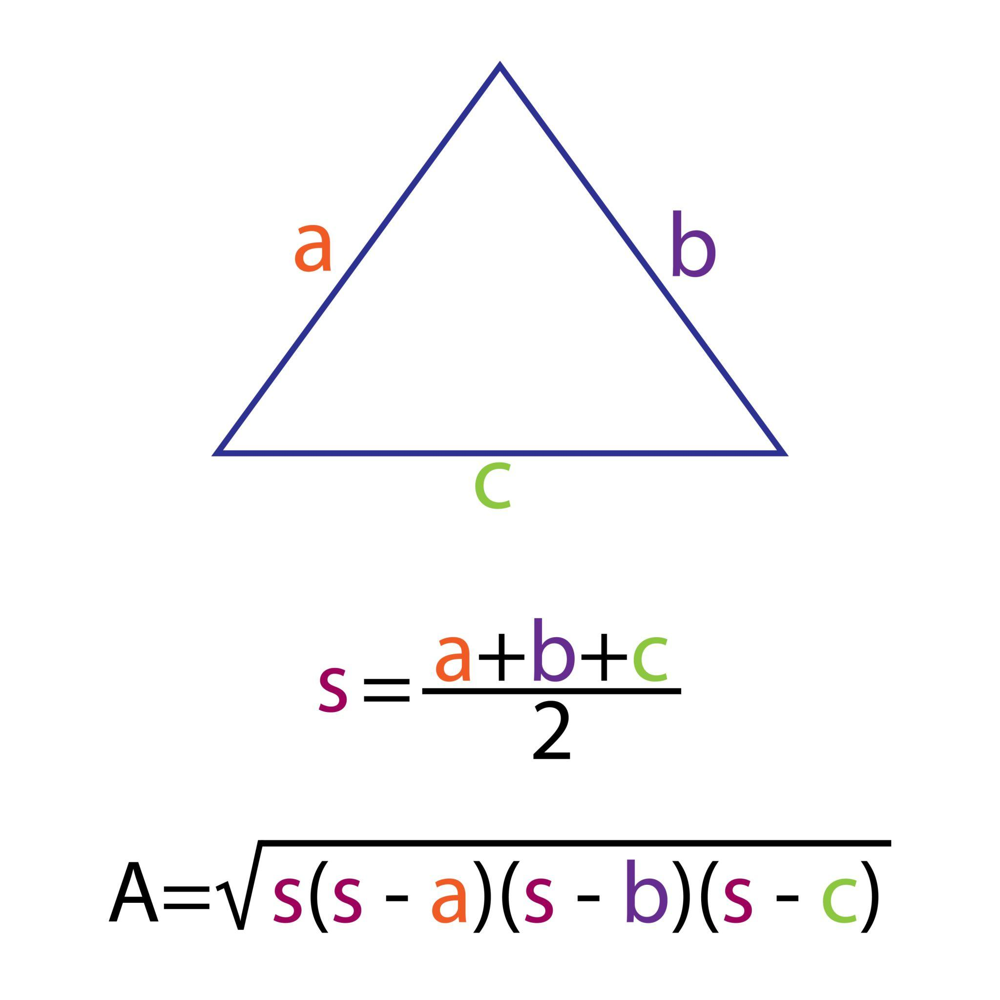 a b
c
s = a+b+c
2
A=√s(s - a)(s - b)(s - c)